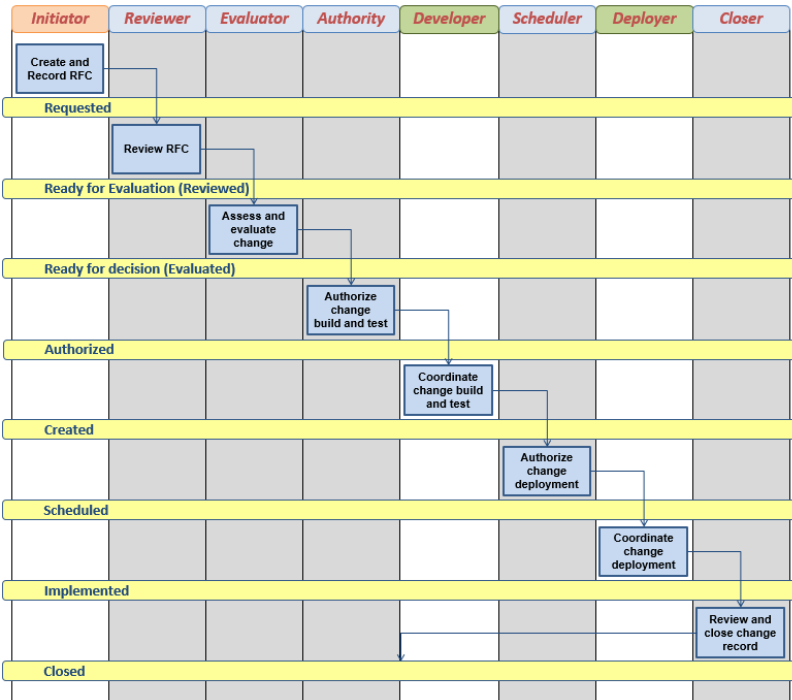 Initiator
Reviewer
Evaluator
Authority
Developer
Scheduler
Deployer
Closer
Create and
Record RFC
Requested
Review RFC
Ready for Evaluation (Reviewed)
Assess and
evaluate
change
Ready for decision (Evaluated)
Authorize
change
build and test
Authorized
Coordinate
change build
and test
Created
Authorize
change
deployment
Scheduled
Coordinate
change
deployment
Implemented
Review and
close change
record
Closed